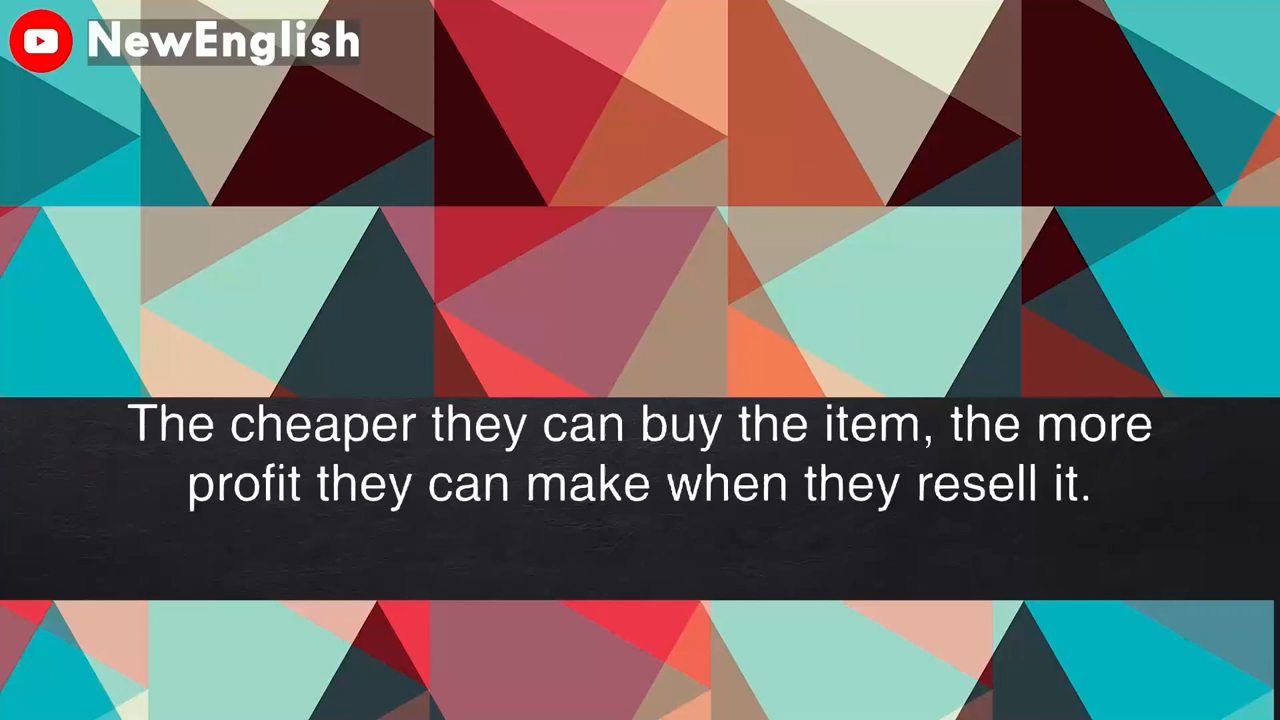 NewEnglish
The cheaper they can buy the item, the more
profit they can make when they resell it.